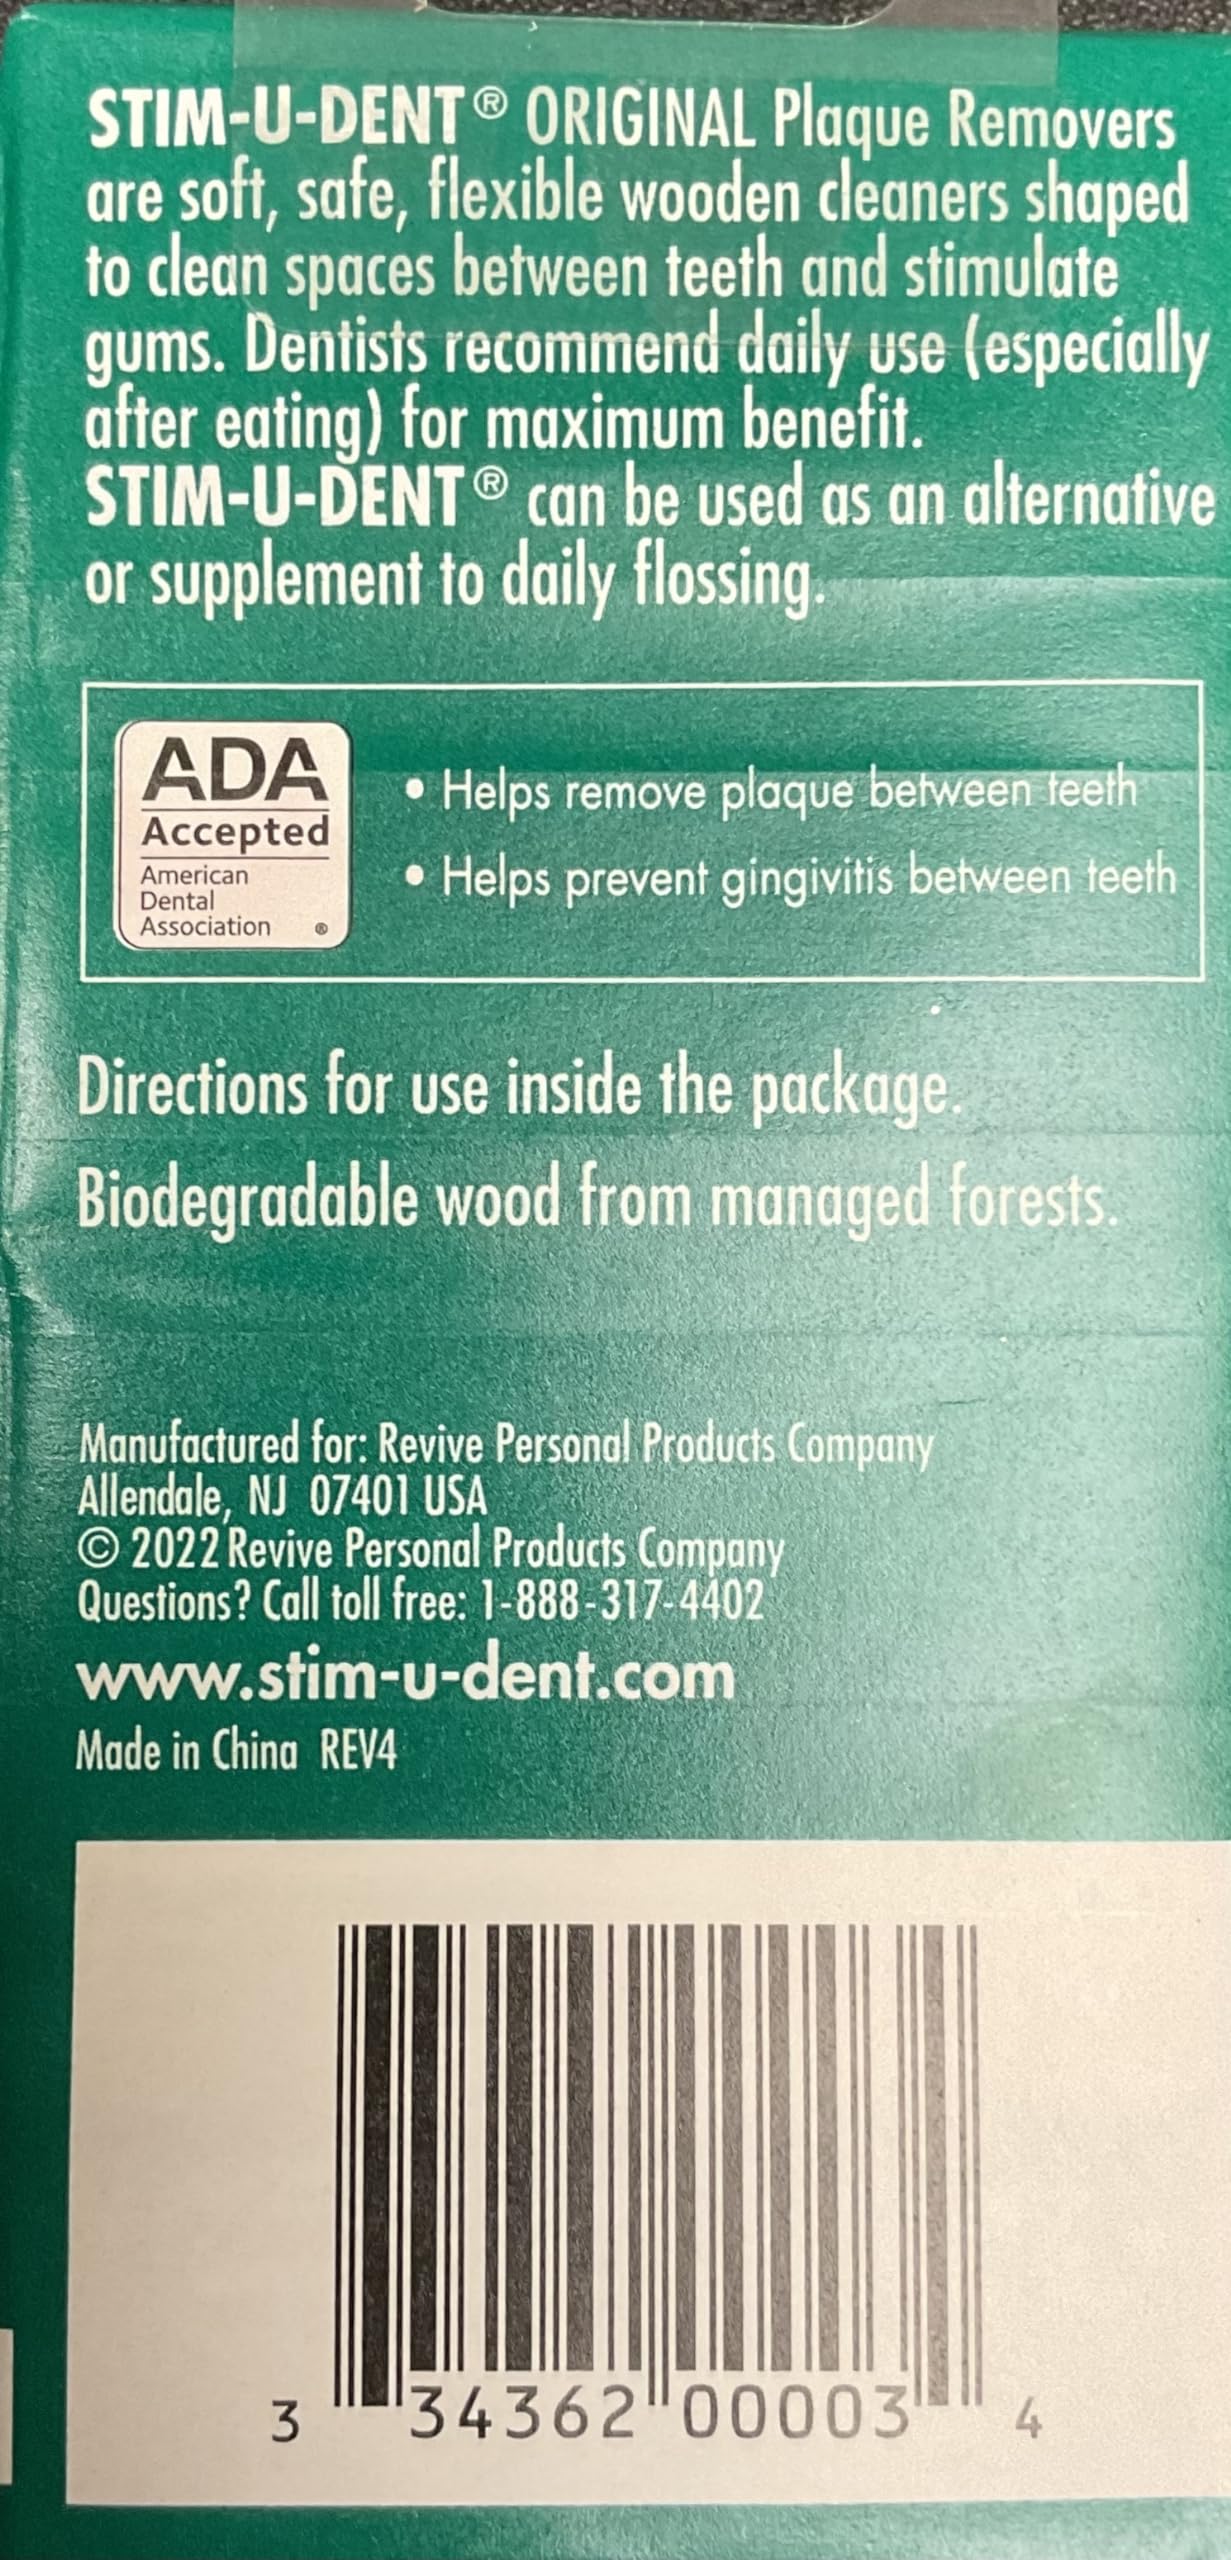 STIM-U-DENT® ORIGINAL Plaque Removers
are soft, safe, flexible wooden cleaners shaped
to clean spaces between teeth and stimulate
gums. Dentists recommend daily use (especially
after eating) for maximum benefit.
STIM-U-DENT® can be used as an alternative
or supplement to daily flossing.
ADA
Accepted
American
Dental
Association ®
• Helps remove plaque between teeth
• Helps prevent gingivitis between teeth
Directions for use inside the package.
Biodegradable wood from managed forests.
Manufactured for: Revive Personal Products Company
Allendale, NJ 07401 USA
© 2022 Revive Personal Products Company
Questions? Call toll free: 1-888-317-4402
www.stim-u-dent.com
Made in China REV4
3 34362 00003 4